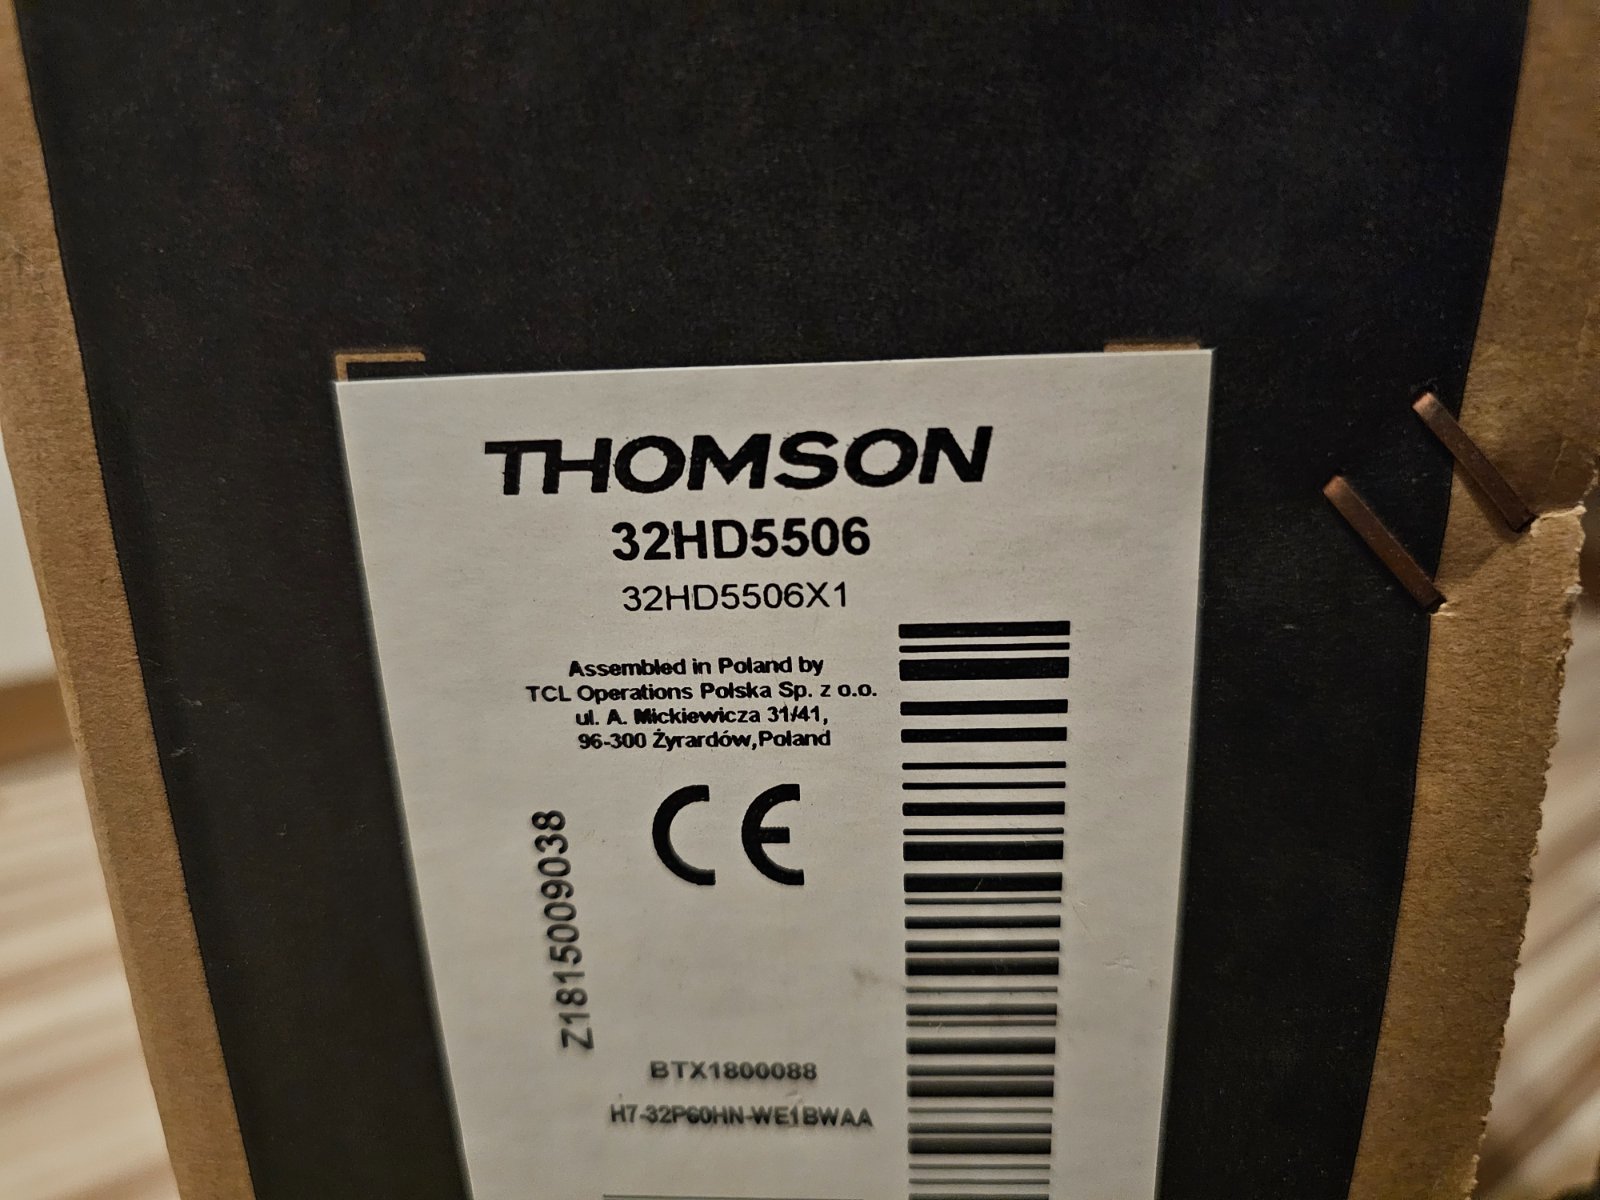 THOMSON
32HD5506
32HD5506X1
Assembled in Poland by
TCL Operations Polska Sp. z o.o.
ul. A. Mickiewicza 31/41,
96-300 Żyrardów,Poland
CE
Z1815009038
BTX1800088
H7-32P60HN-WE1BWAA